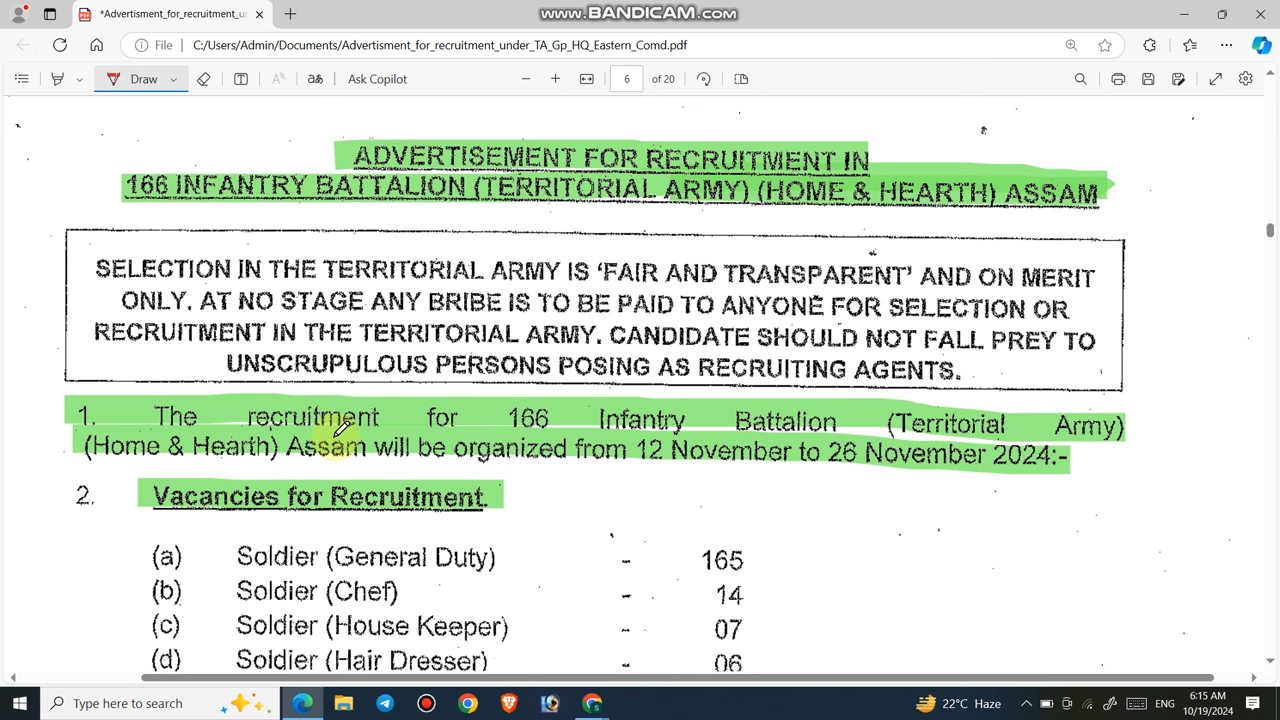 *Advertisment_for_recruitment_u
www.BANDICAM.com
File
C:/Users/Admin/Documents/Advertisment_for_recruitment_under_TA_Gp_HQ_Eastern_Comd.pdf
Draw
Ask Copilot
6 of 20
ADVERTISEMENT FOR RECRUITMENT IN
166 INFANTRY BATTALION (TERRITORIAL ARMY) (HOME & HEARTH) ASSAM
SELECTION IN THE TERRITORIAL ARMY IS 'FAIR AND TRANSPARENT' AND ON MERIT
ONLY. AT NO STAGE ANY BRIBE IS TO BE PAID TO ANYONE FOR SELECTION OR
RECRUITMENT IN THE TERRITORIAL ARMY. CANDIDATE SHOULD NOT FALL PREY TO
UNSCRUPULOUS PERSONS POSING AS RECRUITING AGENTS.
1. The recruitment for 166 Infantry Battalion (Territorial Army)
(Home & Hearth) Assam will be organized from 12 November to 26 November 2024:-
2. Vacancies for Recruitment.
(a) Soldier (General Duty) - 165
(b) Soldier (Chef) - 14
(c) Soldier (House Keeper) - 07
(d) Soldier (Hair Dresser) - 06
Type here to search
22°C Haze
ENG
6:15 AM
10/19/2024